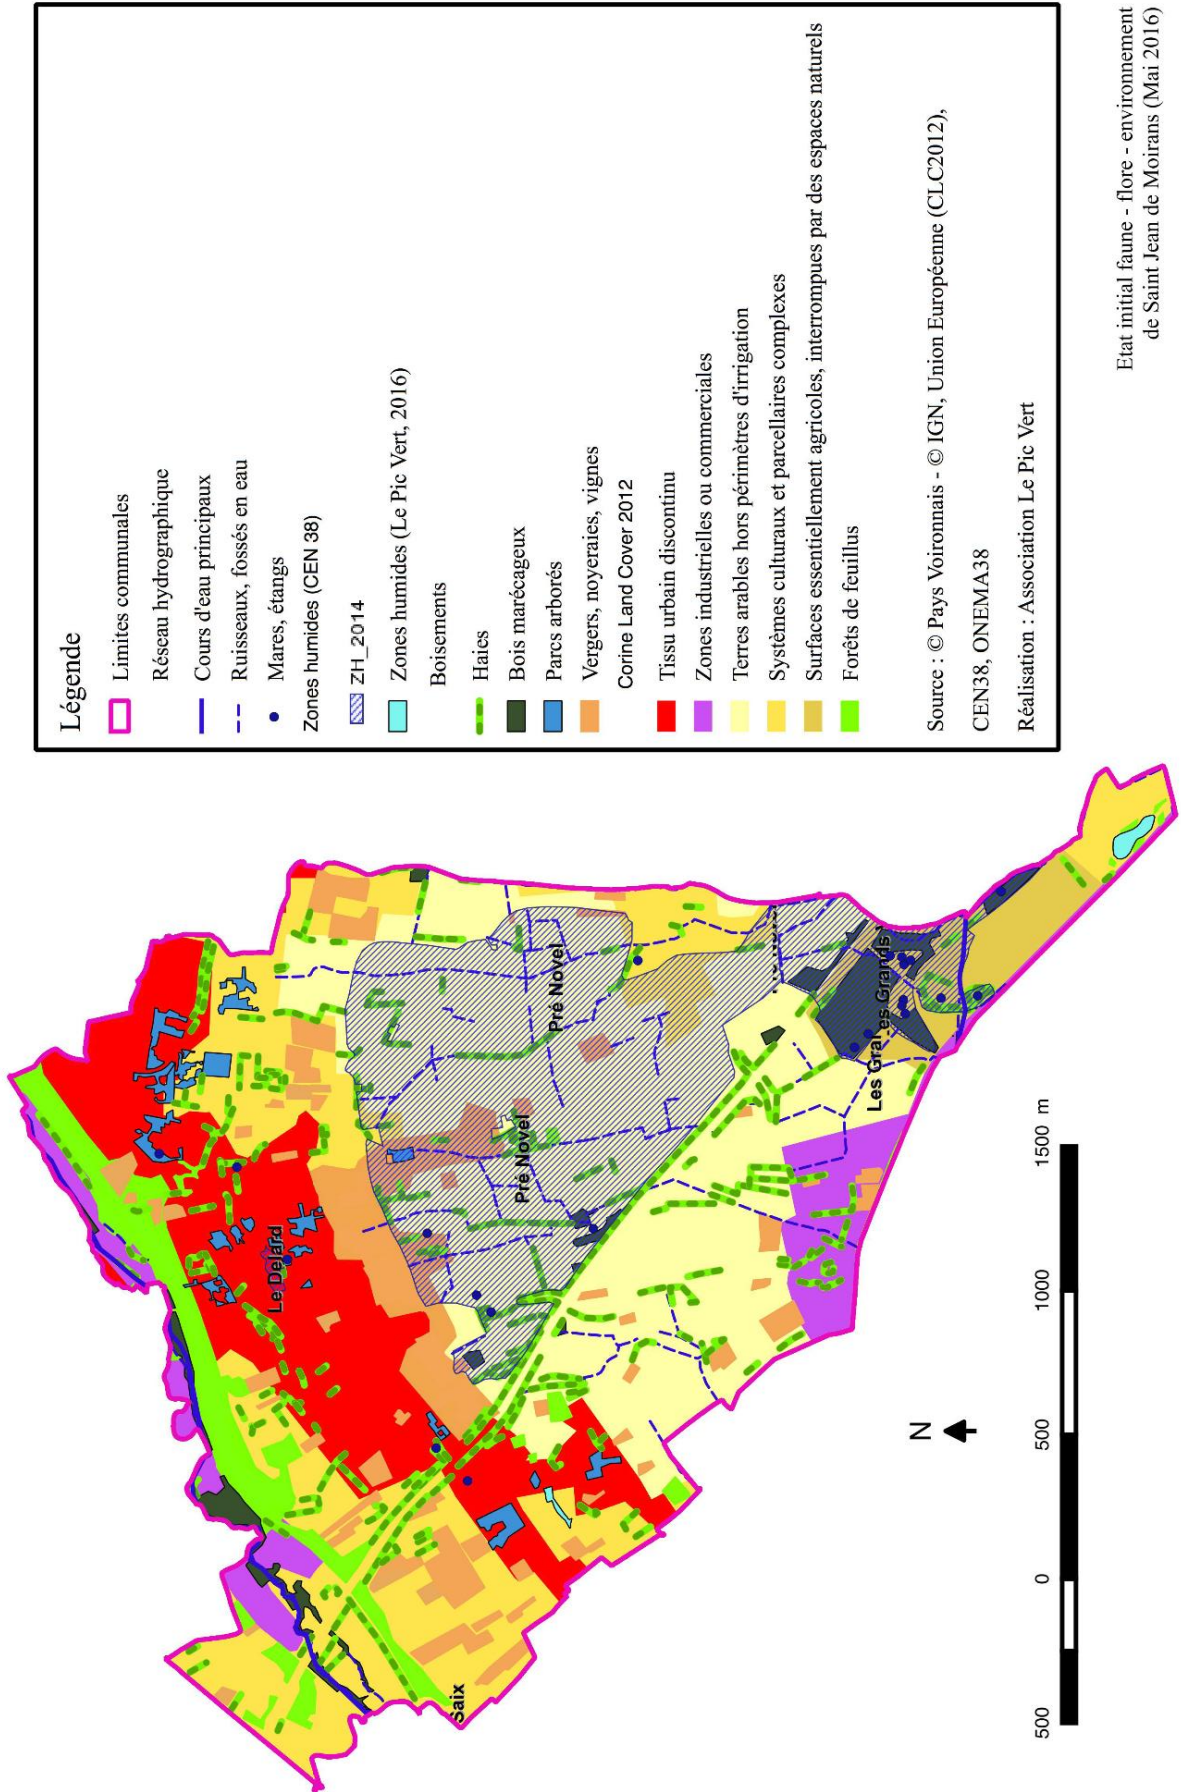 Légende
Limites communales
Réseau hydrographique
Cours d'eau principaux
Ruisseaux, fossés en eau
Mares, étangs
Zones humides (CEN 38)
ZH_2014
Zones humides (Le Pic Vert, 2016)
Boisements
Haies
Bois marécageux
Parcs arborés
Vergers, noyeraies, vignes
Corine Land Cover 2012
Tissu urbain discontinu
Zones industrielles ou commerciales
Terres arables hors périmètres d'irrigation
Systèmes culturaux et parcellaires complexes
Surfaces essentiellement agricoles, interrompues par des espaces naturels
Forêts de feuillus
Source : © Pays Voironnais - © IGN, Union Européenne (CLC2012),
CEN38, ONEMA38
Réalisation : Association Le Pic Vert
Etat initial faune - flore - environnement
de Saint Jean de Moirans (Mai 2016)
Le Dejard
Pré Novel
Pré Novel
Saix
Les Gra
es Grands
N
500 0 500 1000 1500 m